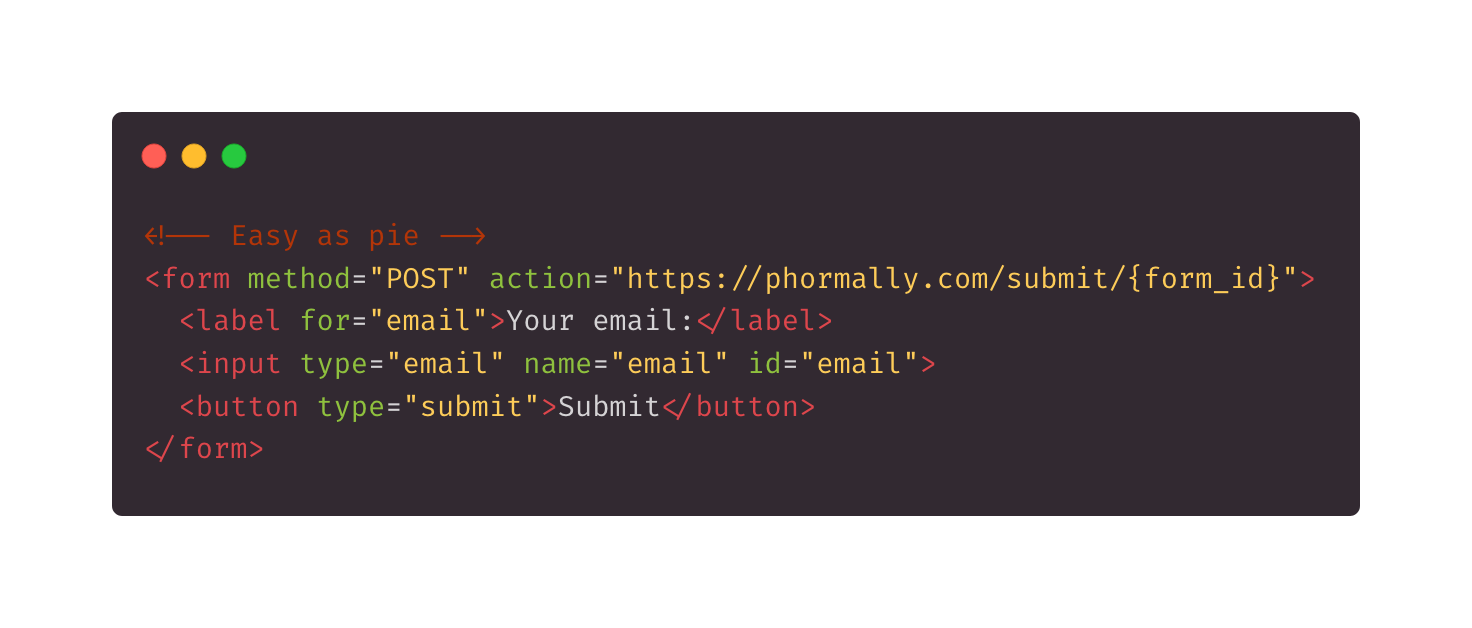 <!-- Easy as pie -->
<form method="POST" action="https://phormally.com/submit/{form_id}">
<label for="email">Your email:</label>
<input type="email" name="email" id="email">
<button type="submit">Submit</button>
</form>